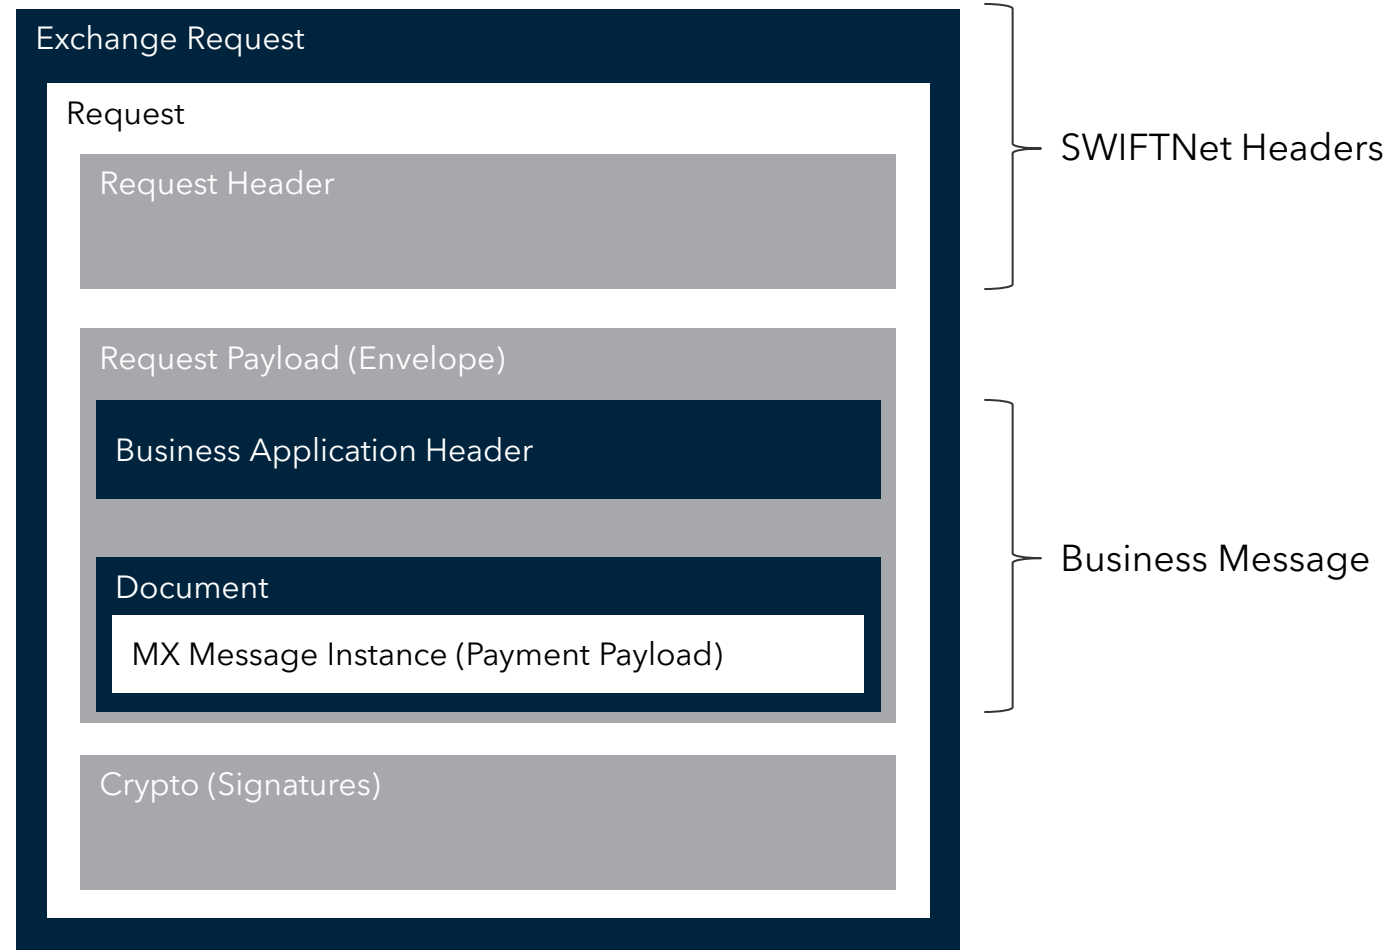 Exchange Request
Request
Request Header
SWIFTNet Headers
Request Payload (Envelope)
Business Application Header
Document
MX Message Instance (Payment Payload)
Business Message
Crypto (Signatures)